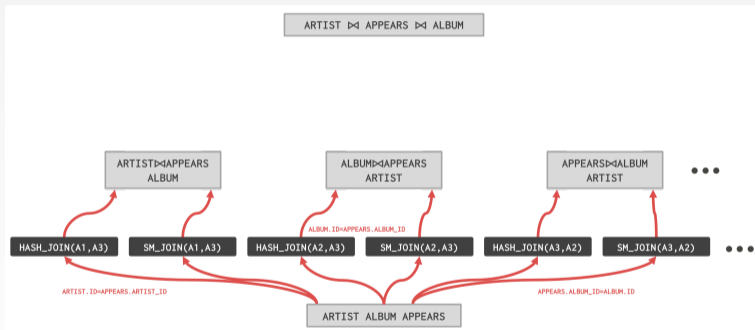 ARTIST ⋈ APPEARS ⋈ ALBUM
ARTIST⋈APPEARS
ALBUM
ALBUM⋈APPEARS
ARTIST
APPEARS⋈ALBUM
ARTIST
•••
ALBUM.ID=APPEARS.ALBUM_ID
HASH_JOIN(A1,A3)
SM_JOIN(A1,A3)
HASH_JOIN(A2,A3)
SM_JOIN(A2,A3)
HASH_JOIN(A3,A2)
SM_JOIN(A3,A2)
•••
ARTIST.ID=APPEARS.ARTIST_ID
APPEARS.ALBUM_ID=ALBUM.ID
ARTIST ALBUM APPEARS